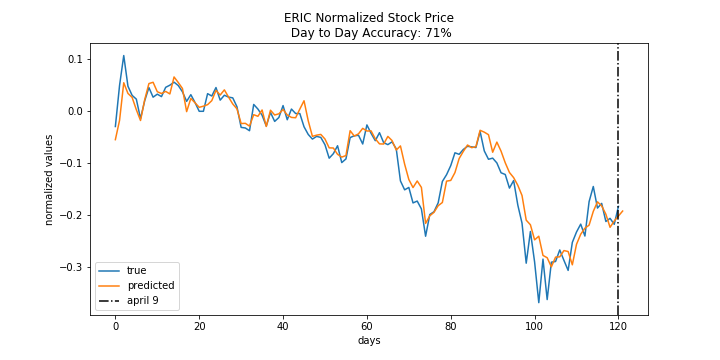 ERIC Normalized Stock Price
Day to Day Accuracy: 71%
normalized values
0.1
0.0
−0.1
−0.2
−0.3
true
predicted
april 9
0 20 40 60 80 100 120
days